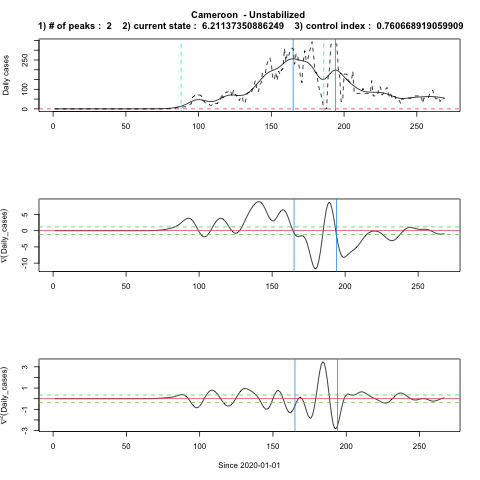 Cameroon - Unstabilized
1) # of peaks : 2 2) current state : 6.21137350886249 3) control index : 0.760668919059909
Daily cases
250
100
0
0 50 100 150 200 250
∇(Daily_cases)
5
0
-5
-10
0 50 100 150 200 250
∇²(Daily_cases)
3
1
-1
-3
0 50 100 150 200 250
Since 2020-01-01